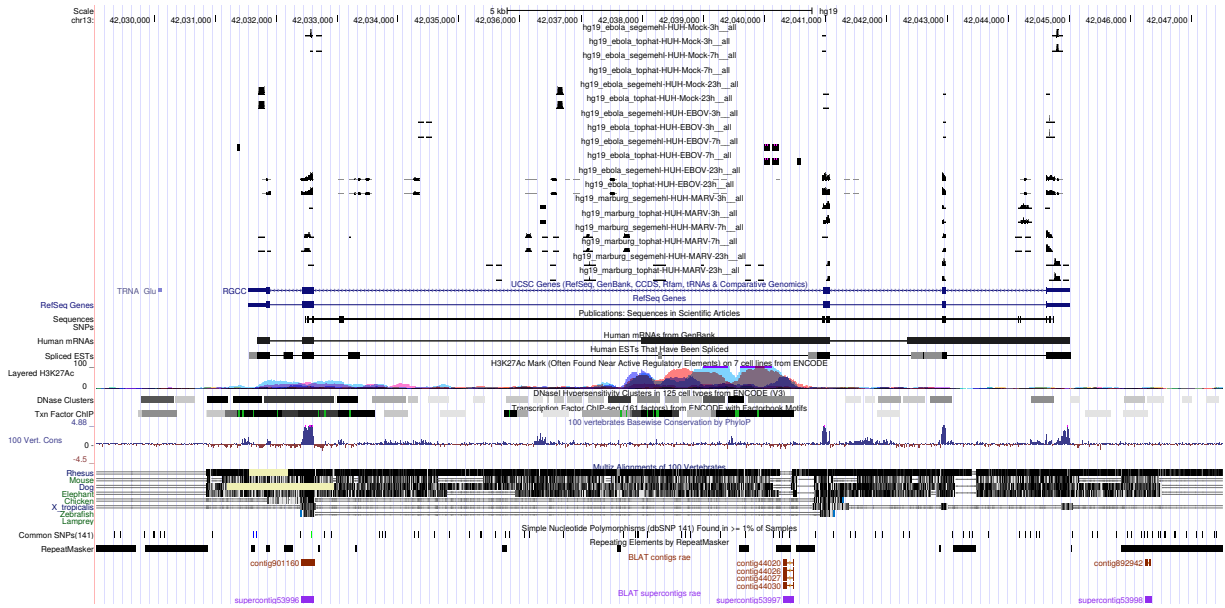 Scale 5 kb hg19
chr13: 42,030,000 42,031,000 42,032,000 42,033,000 42,034,000 42,035,000 42,036,000 42,037,000 42,038,000 42,039,000 42,040,000 42,041,000 42,042,000 42,043,000 42,044,000 42,045,000 42,046,000 42,047,000
hg19_ebola_segemehl-HUH-Mock-3h__all
hg19_ebola_tophat-HUH-Mock-3h__all
hg19_ebola_segemehl-HUH-Mock-7h__all
hg19_ebola_tophat-HUH-Mock-7h__all
hg19_ebola_segemehl-HUH-Mock-23h__all
hg19_ebola_tophat-HUH-Mock-23h__all
hg19_ebola_segemehl-HUH-EBOV-3h__all
hg19_ebola_tophat-HUH-EBOV-3h__all
hg19_ebola_segemehl-HUH-EBOV-7h__all
hg19_ebola_tophat-HUH-EBOV-7h__all
hg19_ebola_segemehl-HUH-EBOV-23h__all
hg19_ebola_tophat-HUH-EBOV-23h__all
hg19_marburg_segemehl-HUH-MARV-3h__all
hg19_marburg_tophat-HUH-MARV-3h__all
hg19_marburg_segemehl-HUH-MARV-7h__all
hg19_marburg_tophat-HUH-MARV-7h__all
hg19_marburg_segemehl-HUH-MARV-23h__all
hg19_marburg_tophat-HUH-MARV-23h__all
UCSC Genes (RefSeq, GenBank, CCDS, Rfam, tRNAs & Comparative Genomics)
TRNA_Glu RGCC
RefSeq Genes
RefSeq Genes
Publications: Sequences in Scientific Articles
Sequences
SNPs
Human mRNAs from GenBank
Human mRNAs
Human ESTs That Have Been Spliced
Spliced ESTs
H3K27Ac Mark (Often Found Near Active Regulatory Elements) on 7 cell lines from ENCODE
100
Layered H3K27Ac
0
DNaseI Hypersensitivity Clusters in 125 cell types from ENCODE (V3)
DNase Clusters
Transcription Factor ChIP-seq (161 factors) from ENCODE with Factorbook Motifs
Txn Factor ChIP
100 vertebrates Basewise Conservation by PhyloP
4.88
100 Vert. Cons
0
-4.5
Multiz Alignments of 100 Vertebrates
Rhesus
Mouse
Dog
Elephant
Chicken
X_tropicalis
Zebrafish
Lamprey
Simple Nucleotide Polymorphisms (dbSNP 141) Found in >= 1% of Samples
Common SNPs(141)
Repeating Elements by RepeatMasker
RepeatMasker
BLAT contigs rae
contig901160 contig44020 contig892942
contig44026
contig44027
contig44030
BLAT supercontigs rae
supercontig53996 supercontig53997 supercontig53998